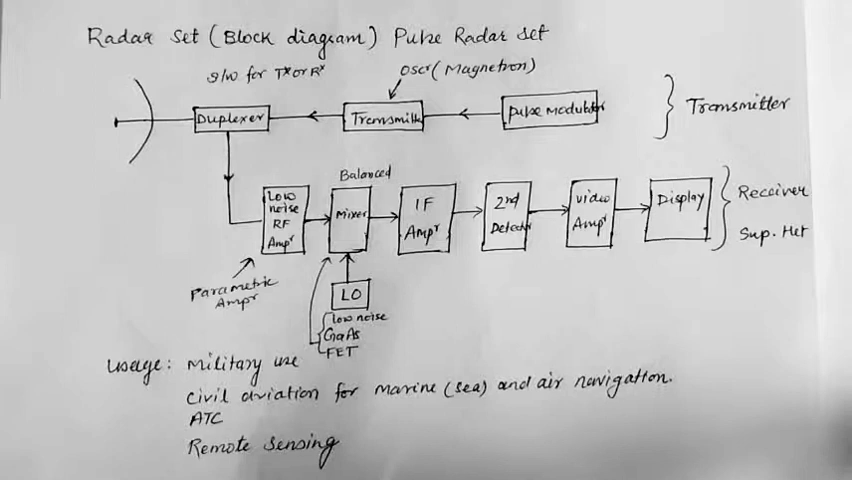 Radar Set (Block diagram) Pulse Radar Set
s/w for Tx or Rx
Oscr (Magnetron)
Duplexer
Transmitt
Pulse modulator
Transmitter
Balanced
Low
noise
RF
Ampr
Mixer
IF
Ampr
2nd
Detector
video
Ampr
Display
Receiver
Sup. Het
Parametric
Ampr
LO
low noise
GaAs
FET
Usage: Military use
Civil aviation for marine (sea) and air navigation.
ATC
Remote Sensing